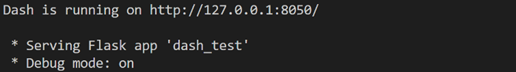 Dash is running on http://127.0.0.1:8050/
* Serving Flask app 'dash_test'
* Debug mode: on